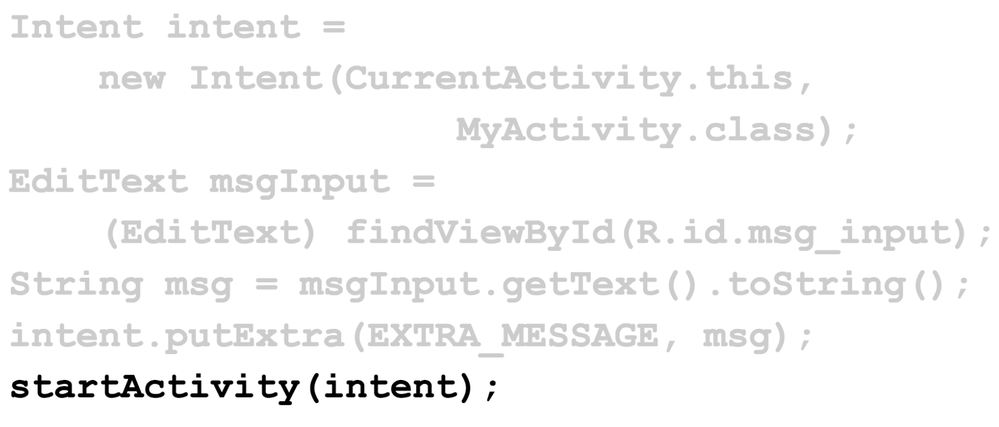 Intent intent =
    new Intent(CurrentActivity.this,
                    MyActivity.class);
EditText msgInput =
    (EditText) findViewById(R.id.msg_input);
String msg = msgInput.getText().toString();
intent.putExtra(EXTRA_MESSAGE, msg);
startActivity(intent);